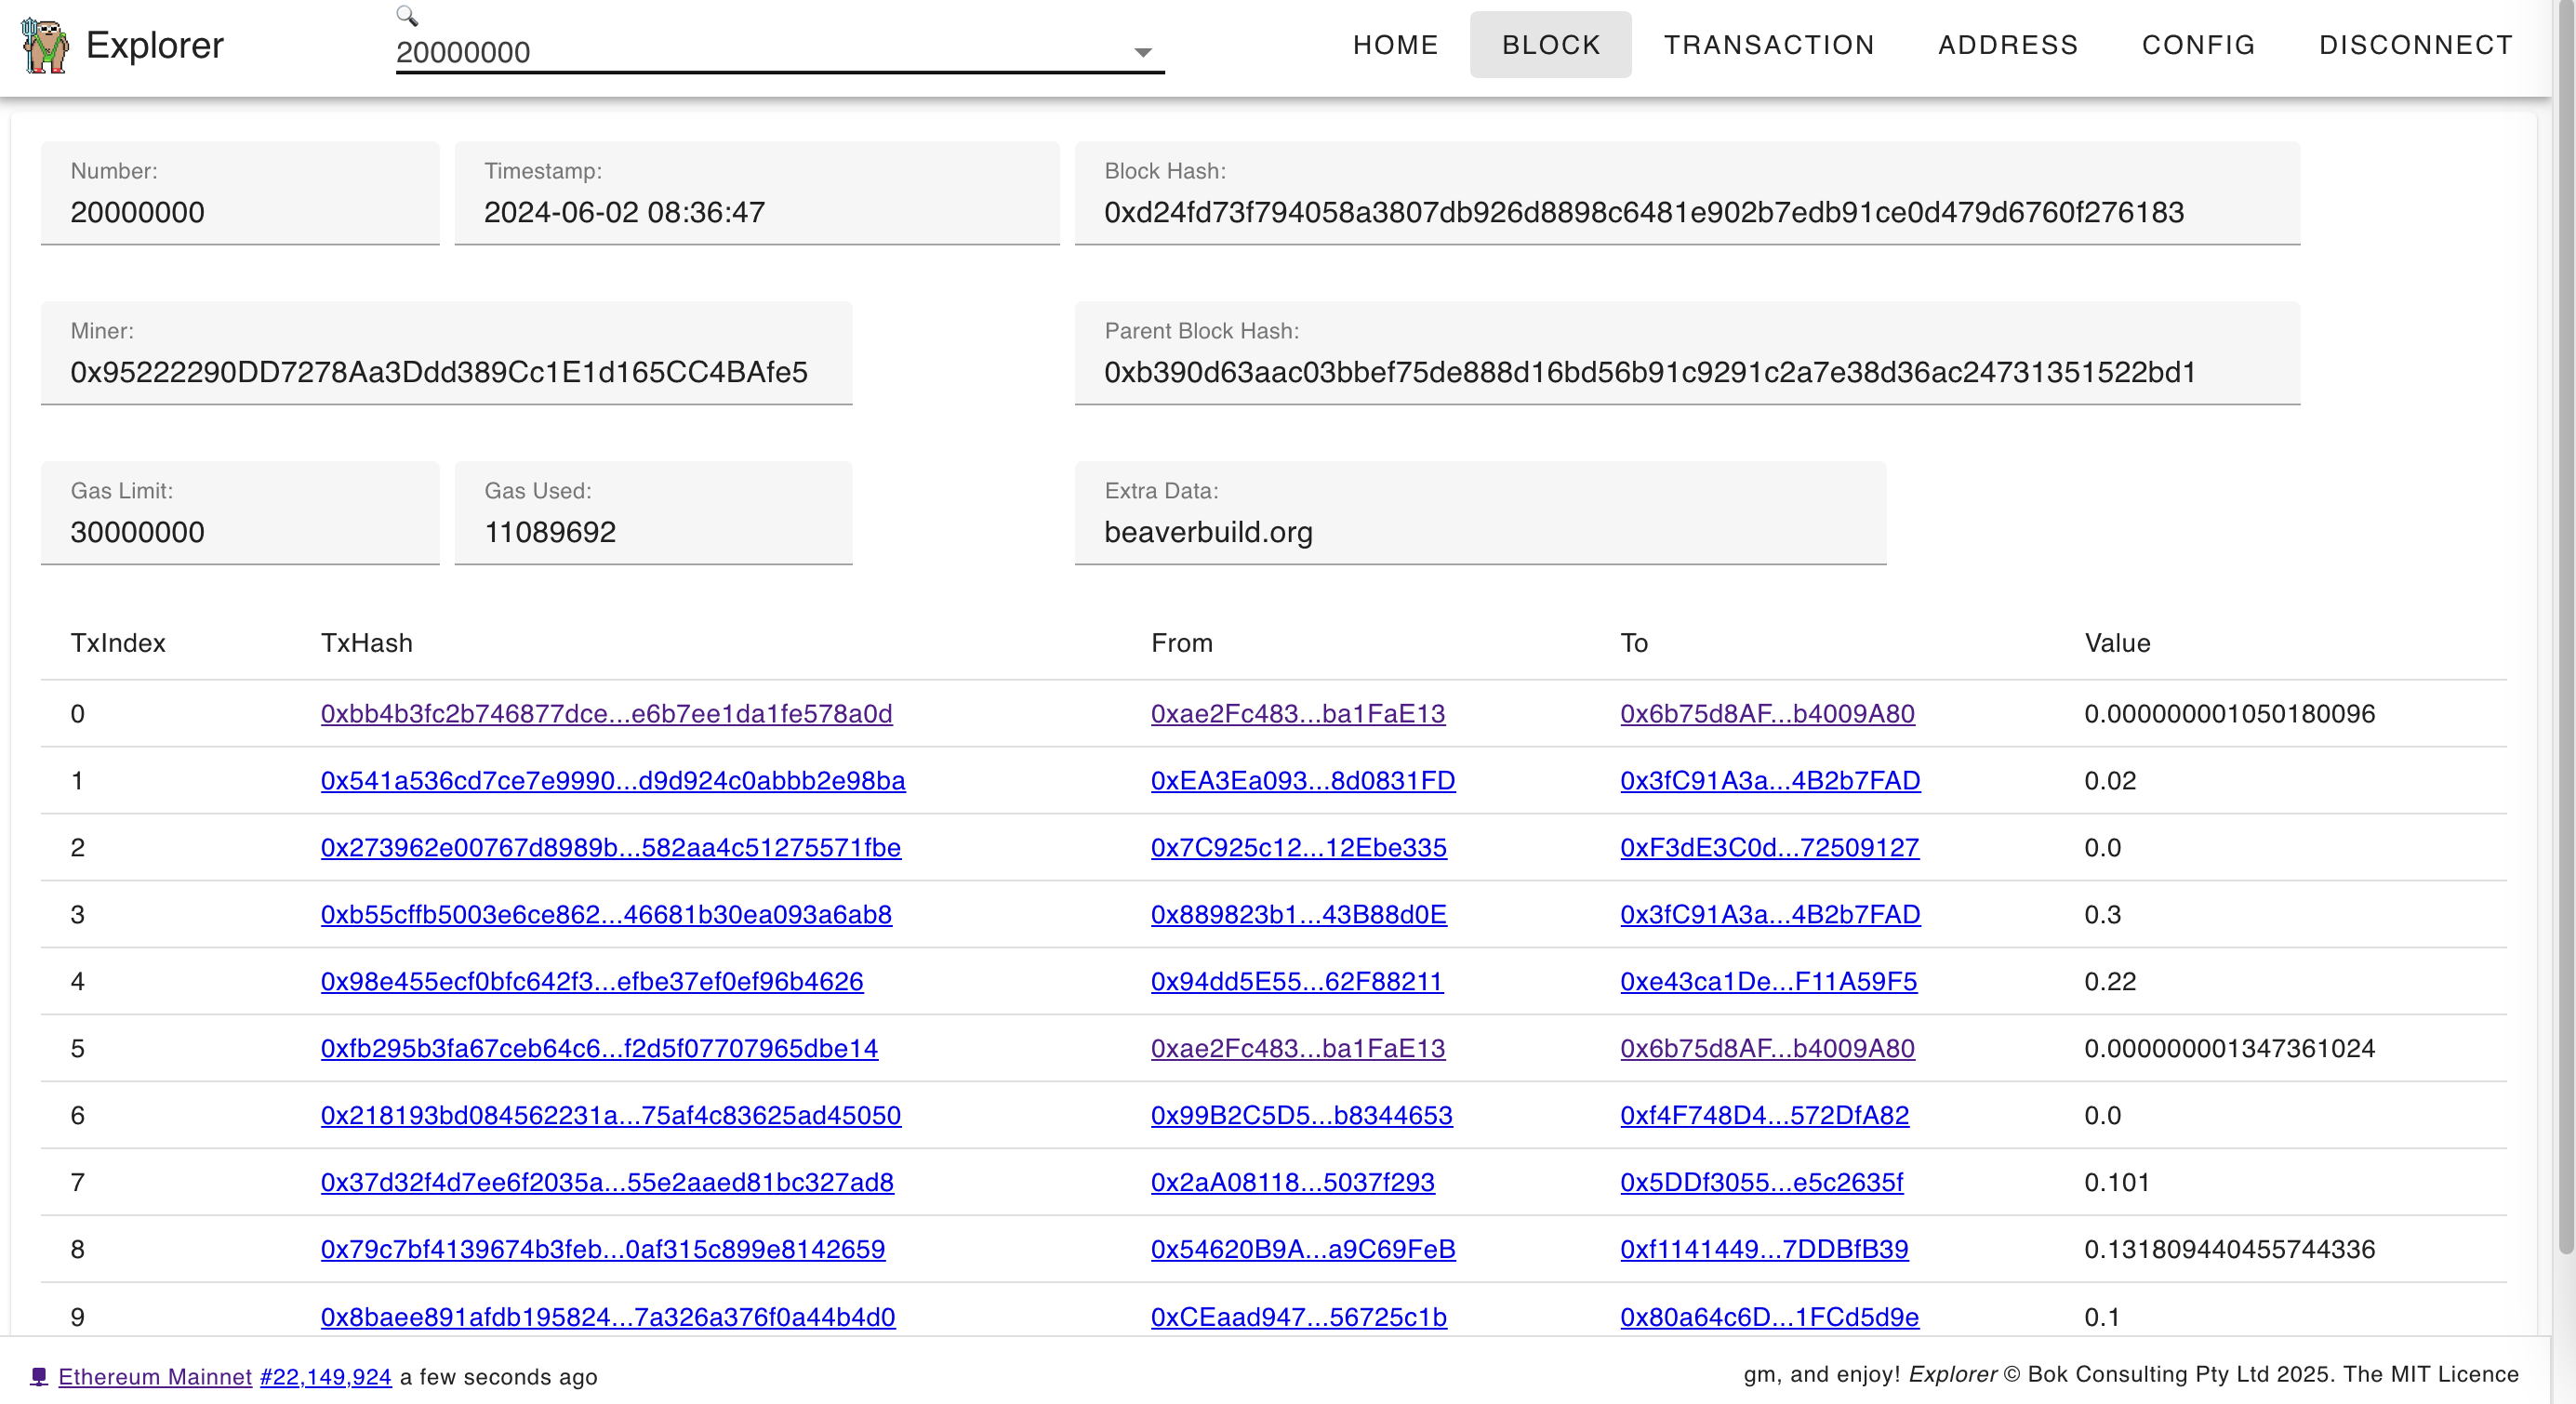 Explorer
20000000
HOME BLOCK TRANSACTION ADDRESS CONFIG DISCONNECT
Number: Timestamp: Block Hash:
20000000 2024-06-02 08:36:47 0xd24fd73f794058a3807db926d8898c6481e902b7edb91ce0d479d6760f276183
Miner: Parent Block Hash:
0x95222290DD7278Aa3Ddd389Cc1E1d165CC4BAfe5 0xb390d63aac03bbef75de888d16bd56b91c9291c2a7e38d36ac24731351522bd1
Gas Limit: Gas Used: Extra Data:
30000000 11089692 beaverbuild.org
TxIndex TxHash From To Value
0 0xbb4b3fc2b746877dce...e6b7ee1da1fe578a0d 0xae2Fc483...ba1FaE13 0x6b75d8AF...b4009A80 0.000000001050180096
1 0x541a536cd7ce7e9990...d9d924c0abbb2e98ba 0xEA3Ea093...8d0831FD 0x3fC91A3a...4B2b7FAD 0.02
2 0x273962e00767d8989b...582aa4c51275571fbe 0x7C925c12...12Ebe335 0xF3dE3C0d...72509127 0.0
3 0xb55cffb5003e6ce862...46681b30ea093a6ab8 0x889823b1...43B88d0E 0x3fC91A3a...4B2b7FAD 0.3
4 0x98e455ecf0bfc642f3...efbe37ef0ef96b4626 0x94dd5E55...62F88211 0xe43ca1De...F11A59F5 0.22
5 0xfb295b3fa67ceb64c6...f2d5f07707965dbe14 0xae2Fc483...ba1FaE13 0x6b75d8AF...b4009A80 0.000000001347361024
6 0x218193bd084562231a...75af4c83625ad45050 0x99B2C5D5...b8344653 0xf4F748D4...572DfA82 0.0
7 0x37d32f4d7ee6f2035a...55e2aaed81bc327ad8 0x2aA08118...5037f293 0x5DDf3055...e5c2635f 0.101
8 0x79c7bf4139674b3feb...0af315c899e8142659 0x54620B9A...a9C69FeB 0xf1141449...7DDBfB39 0.131809440455744336
9 0x8baee891afdb195824...7a326a376f0a44b4d0 0xCEaad947...56725c1b 0x80a64c6D...1FCd5d9e 0.1
Ethereum Mainnet #22,149,924 a few seconds ago
gm, and enjoy! Explorer © Bok Consulting Pty Ltd 2025. The MIT Licence